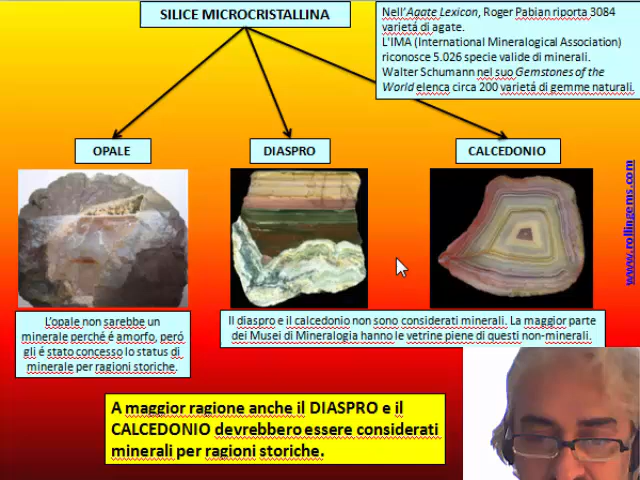 SILICE MICROCRISTALLINA
Nell'Agate Lexicon, Roger Pabian riporta 3084
varietá di agate.
L'IMA (International Mineralogical Association)
riconosce 5.026 specie valide di minerali.
Walter Schumann nel suo Gemstones of the
World elenca circa 200 varietá di gemme naturali.
OPALE
DIASPRO
CALCEDONIO
www.rollingems.com
L'opale non sarebbe un
minerale perché é amorfo, peró
gli é stato concesso lo status di
minerale per ragioni storiche.
Il diaspro e il calcedonio non sono considerati minerali. La maggior parte
dei Musei di Mineralogia hanno le vetrine piene di questi non-minerali.
A maggior ragione anche il DIASPRO e il
CALCEDONIO devrebbero essere considerati
minerali per ragioni storiche.